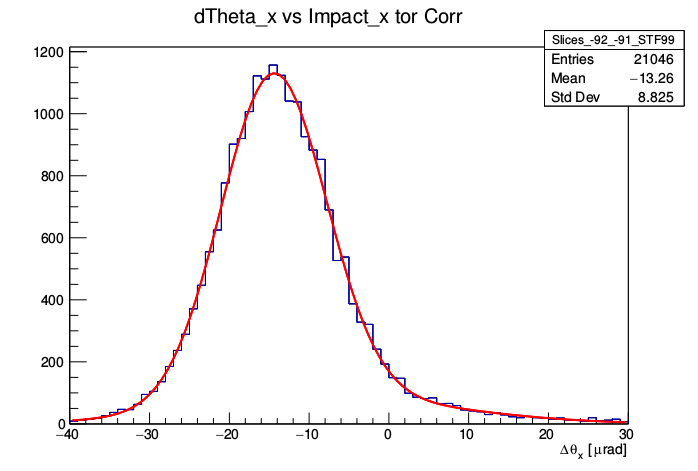 dTheta_x vs Impact_x tor Corr
Slices_-92_-91_STF99
Entries 21046
Mean −13.26
Std Dev 8.825
1200
1000
800
600
400
200
0
−40 −30 −20 −10 0 10 20 30
Δθx [μrad]